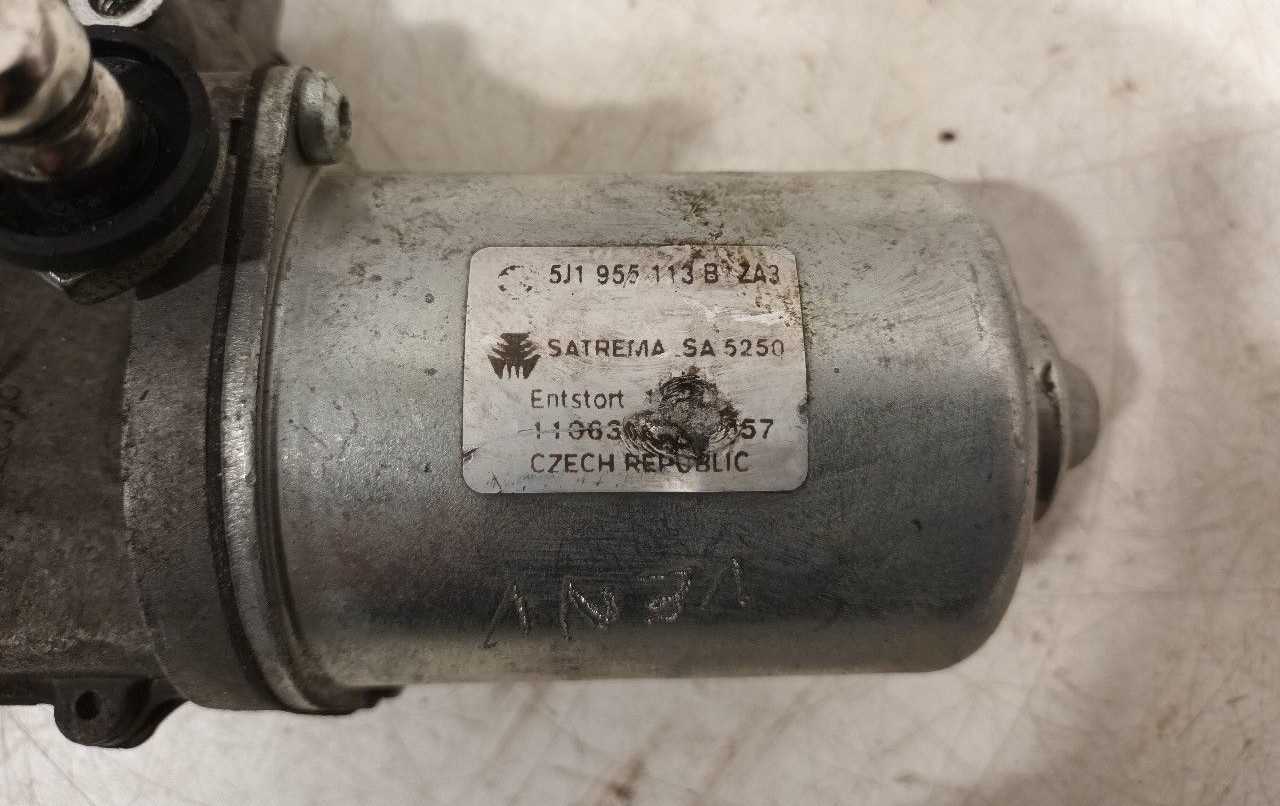 5J1 955 113 B ZA3
SATREMA SA 5250
Entstort
CZECH REPUBLIC